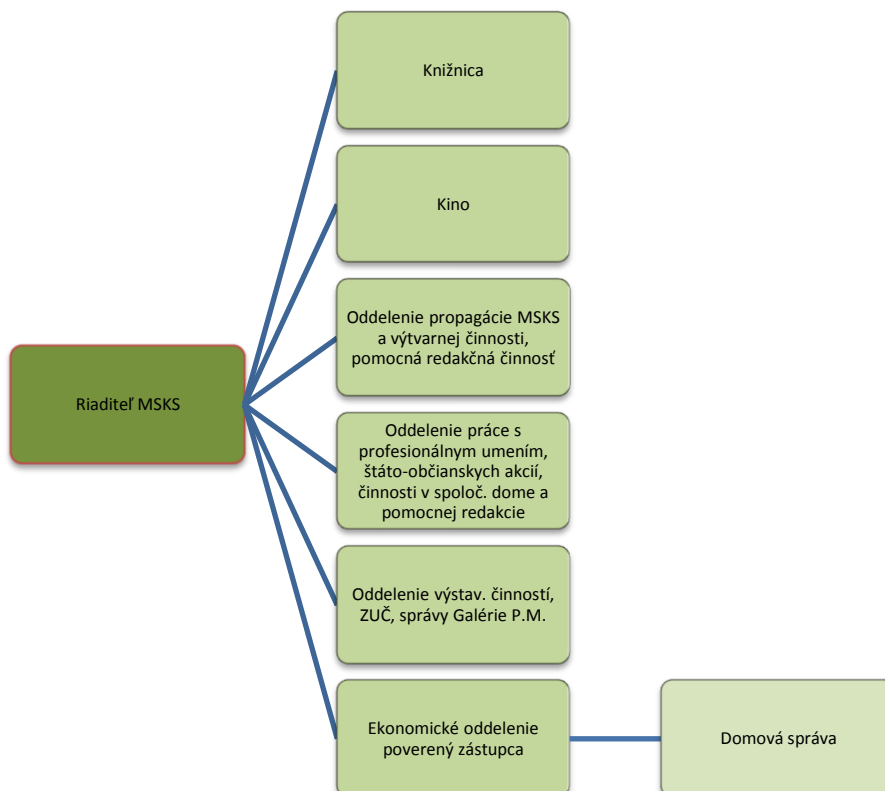 Knižnica
Kino
Oddelenie propagácie MSKS
a výtvarnej činnosti,
pomocná redakčná činnosť
Riaditeľ MSKS
Oddelenie práce s
profesionálnym umením,
štáto-občianskych akcií,
činnosti v spoloč. dome a
pomocnej redakcie
Oddelenie výstav. činností,
ZUČ, správy Galérie P.M.
Ekonomické oddelenie
poverený zástupca
Domová správa